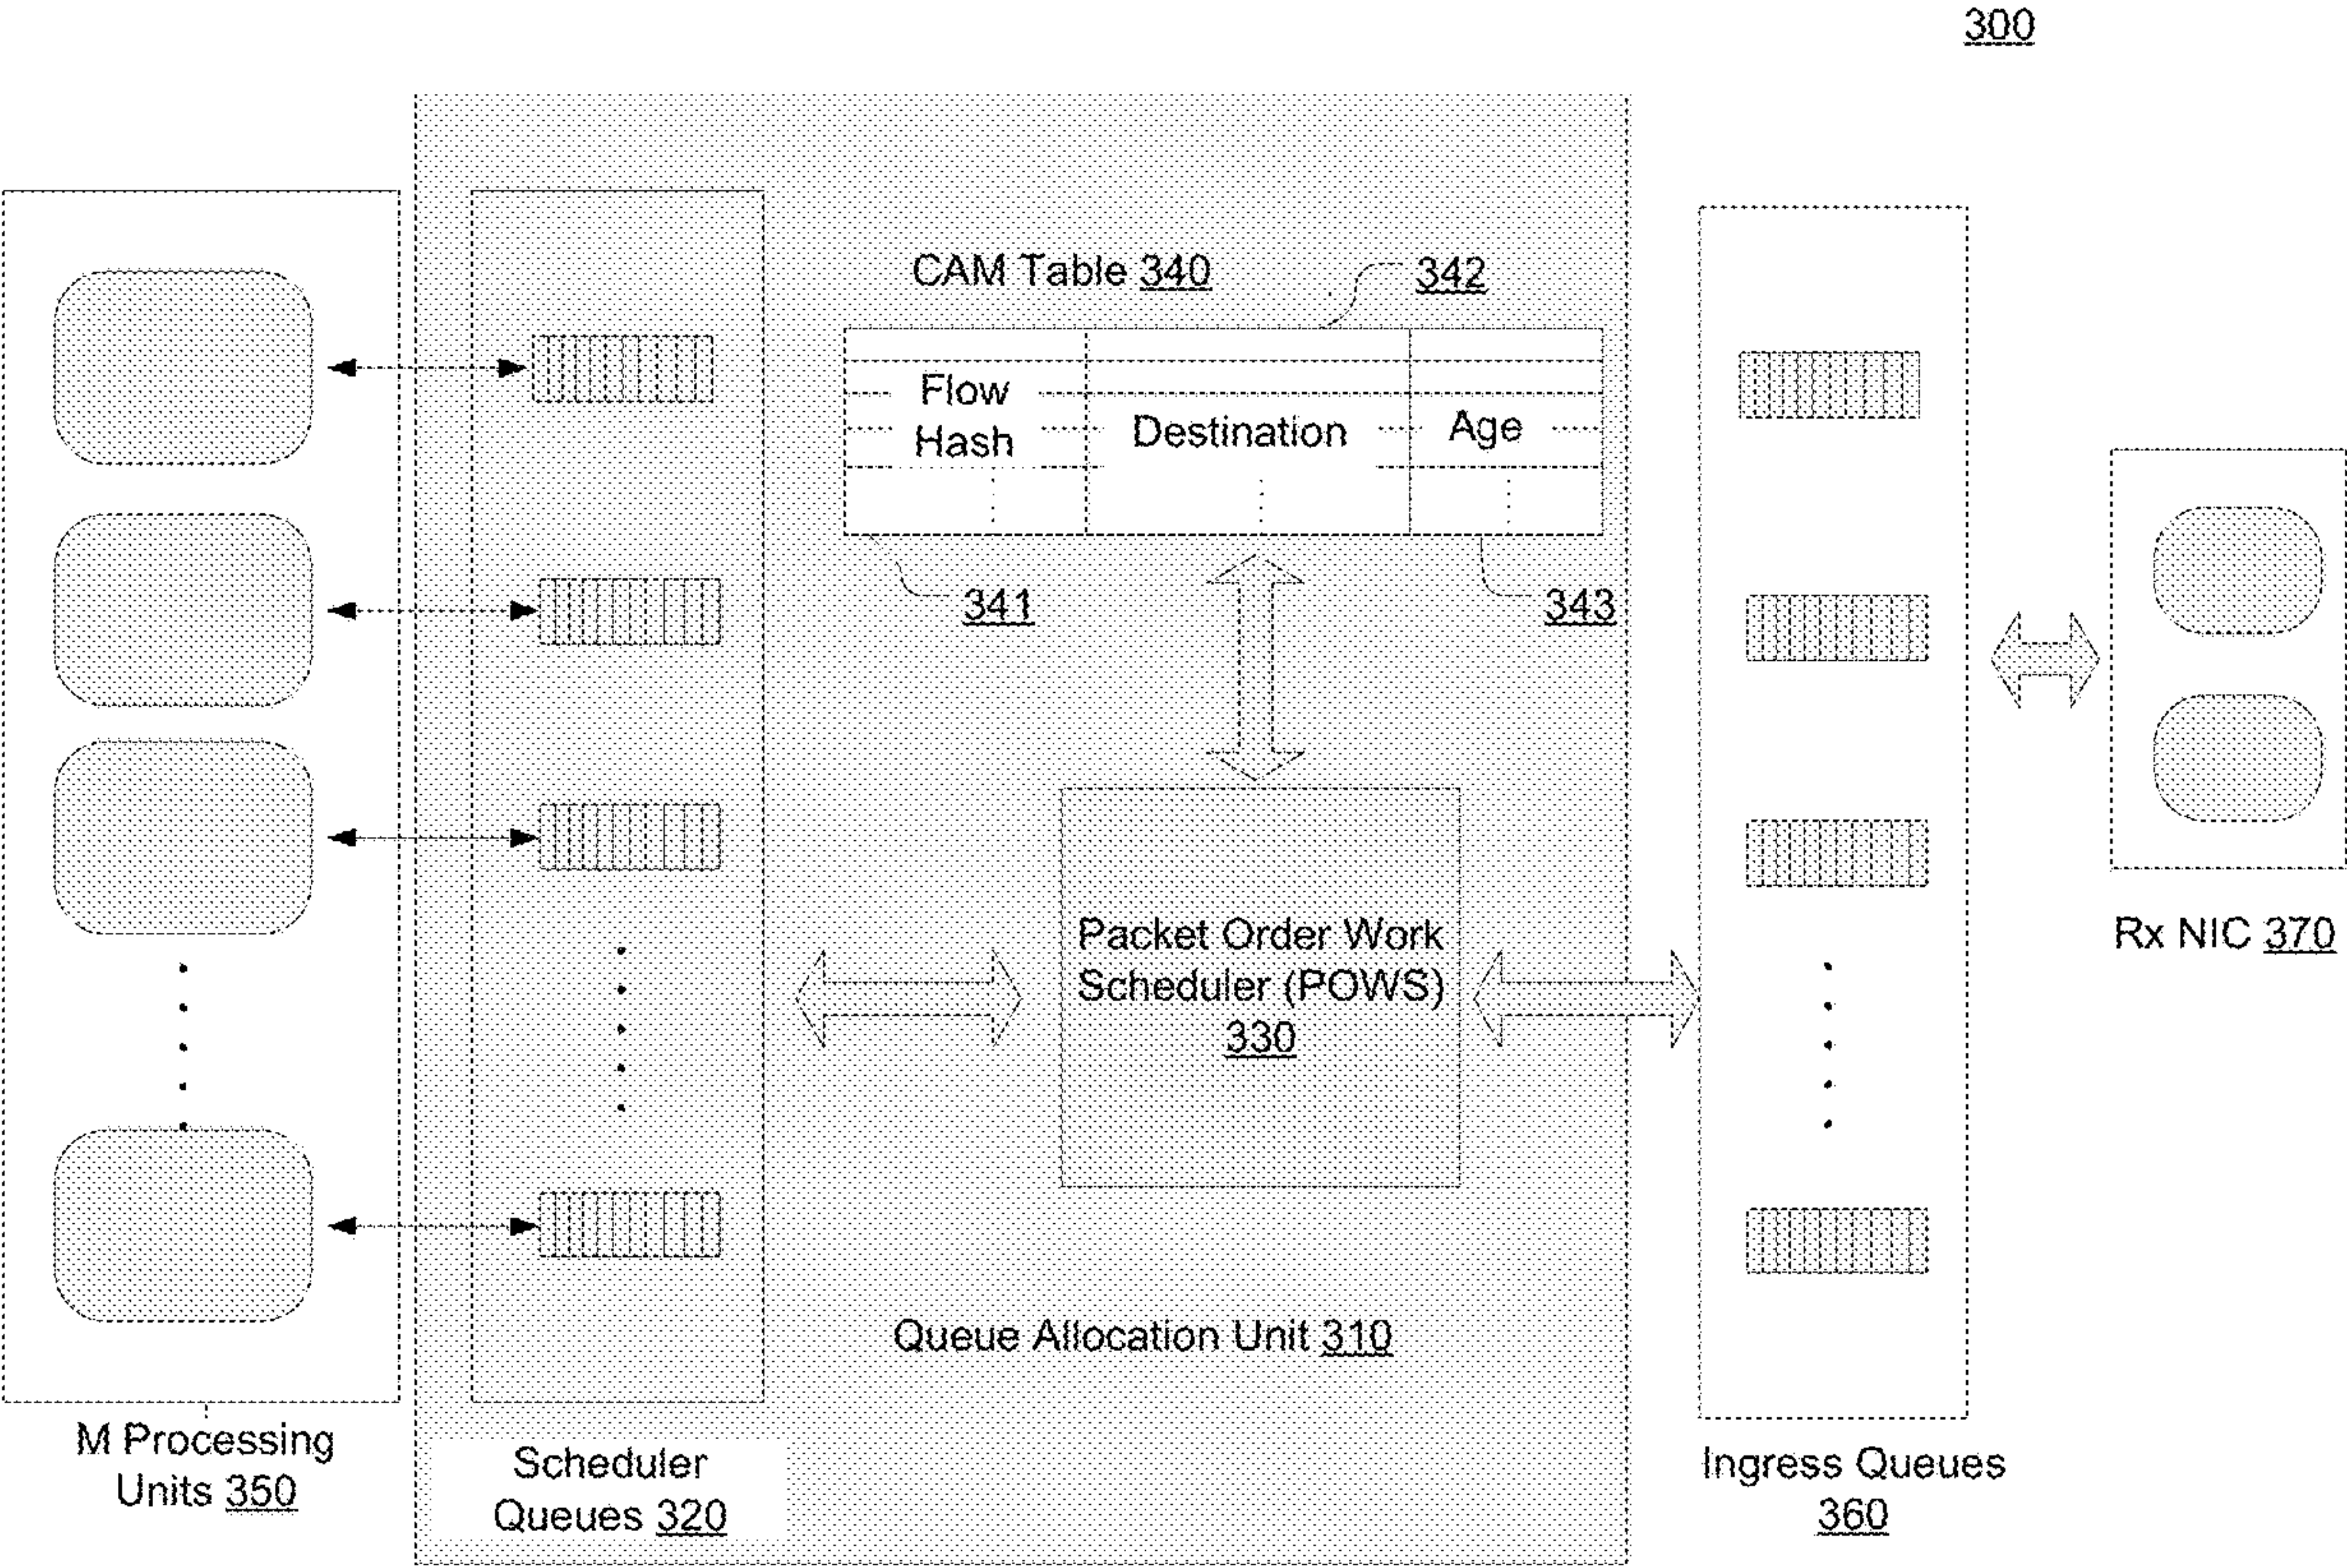 300
CAM Table 340
342
Flow
Hash
Destination
Age
341
343
Packet Order Work
Scheduler (POWS)
330
Rx NIC 370
Queue Allocation Unit 310
M Processing
Units 350
Scheduler
Queues 320
Ingress Queues
360